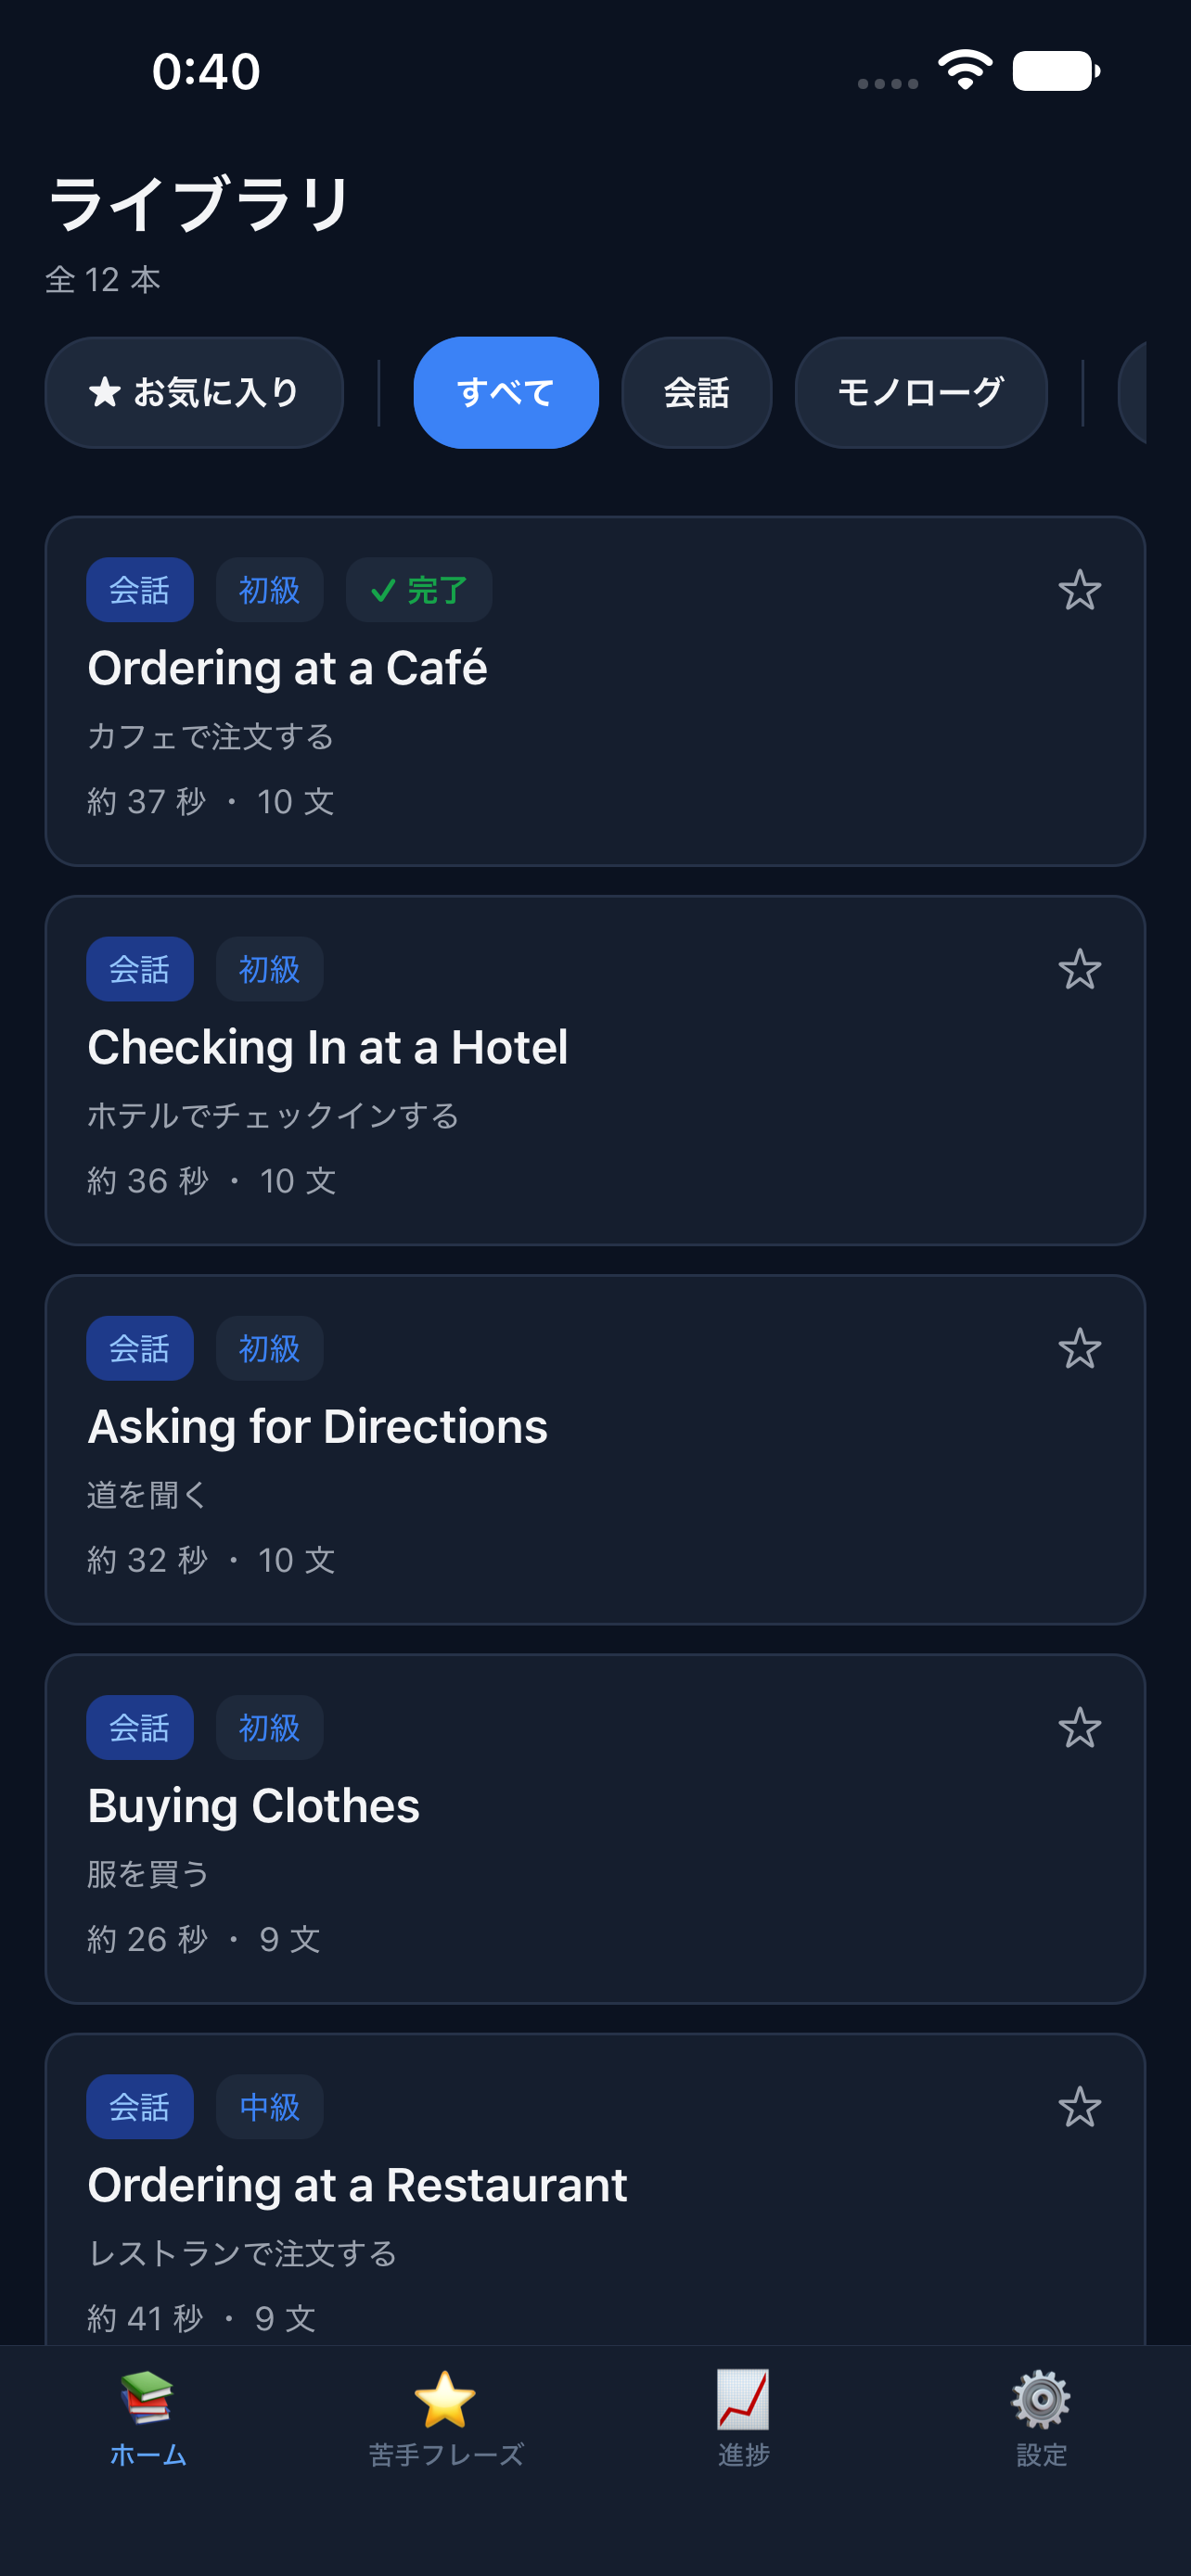 0:40
ライブラリ
全 12 本
★ お気に入り
すべて
会話
モノローグ
会話 初級 ✓ 完了
Ordering at a Café
カフェで注文する
約 37 秒 ・ 10 文
会話 初級
Checking In at a Hotel
ホテルでチェックインする
約 36 秒 ・ 10 文
会話 初級
Asking for Directions
道を聞く
約 32 秒 ・ 10 文
会話 初級
Buying Clothes
服を買う
約 26 秒 ・ 9 文
会話 中級
Ordering at a Restaurant
レストランで注文する
約 41 秒 ・ 9 文
ホーム
苦手フレーズ
進捗
設定